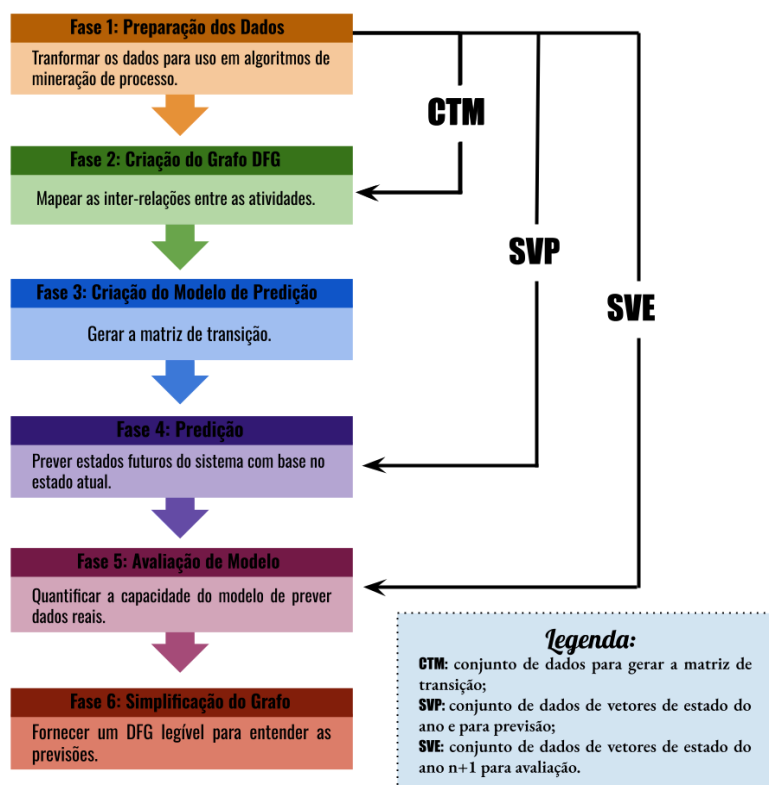 Fase 1: Preparação dos Dados
Tranformar os dados para uso em algoritmos de
mineração de processo.
CTM
Fase 2: Criação do Grafo DFG
Mapear as inter-relações entre as atividades.
SVP
Fase 3: Criação do Modelo de Predição
SVE
Gerar a matriz de transição.
Fase 4: Predição
Prever estados futuros do sistema com base no
estado atual.
Fase 5: Avaliação de Modelo
Quantificar a capacidade do modelo de prever
dados reais.
Fase 6: Simplificação do Grafo
Fornecer um DFG legível para entender as
previsões.
Legenda:
CTM: conjunto de dados para gerar a matriz de
transição;
SVP: conjunto de dados de vetores de estado do
ano e para previsão;
SVE: conjunto de dados de vetores de estado do
ano n+1 para avaliação.